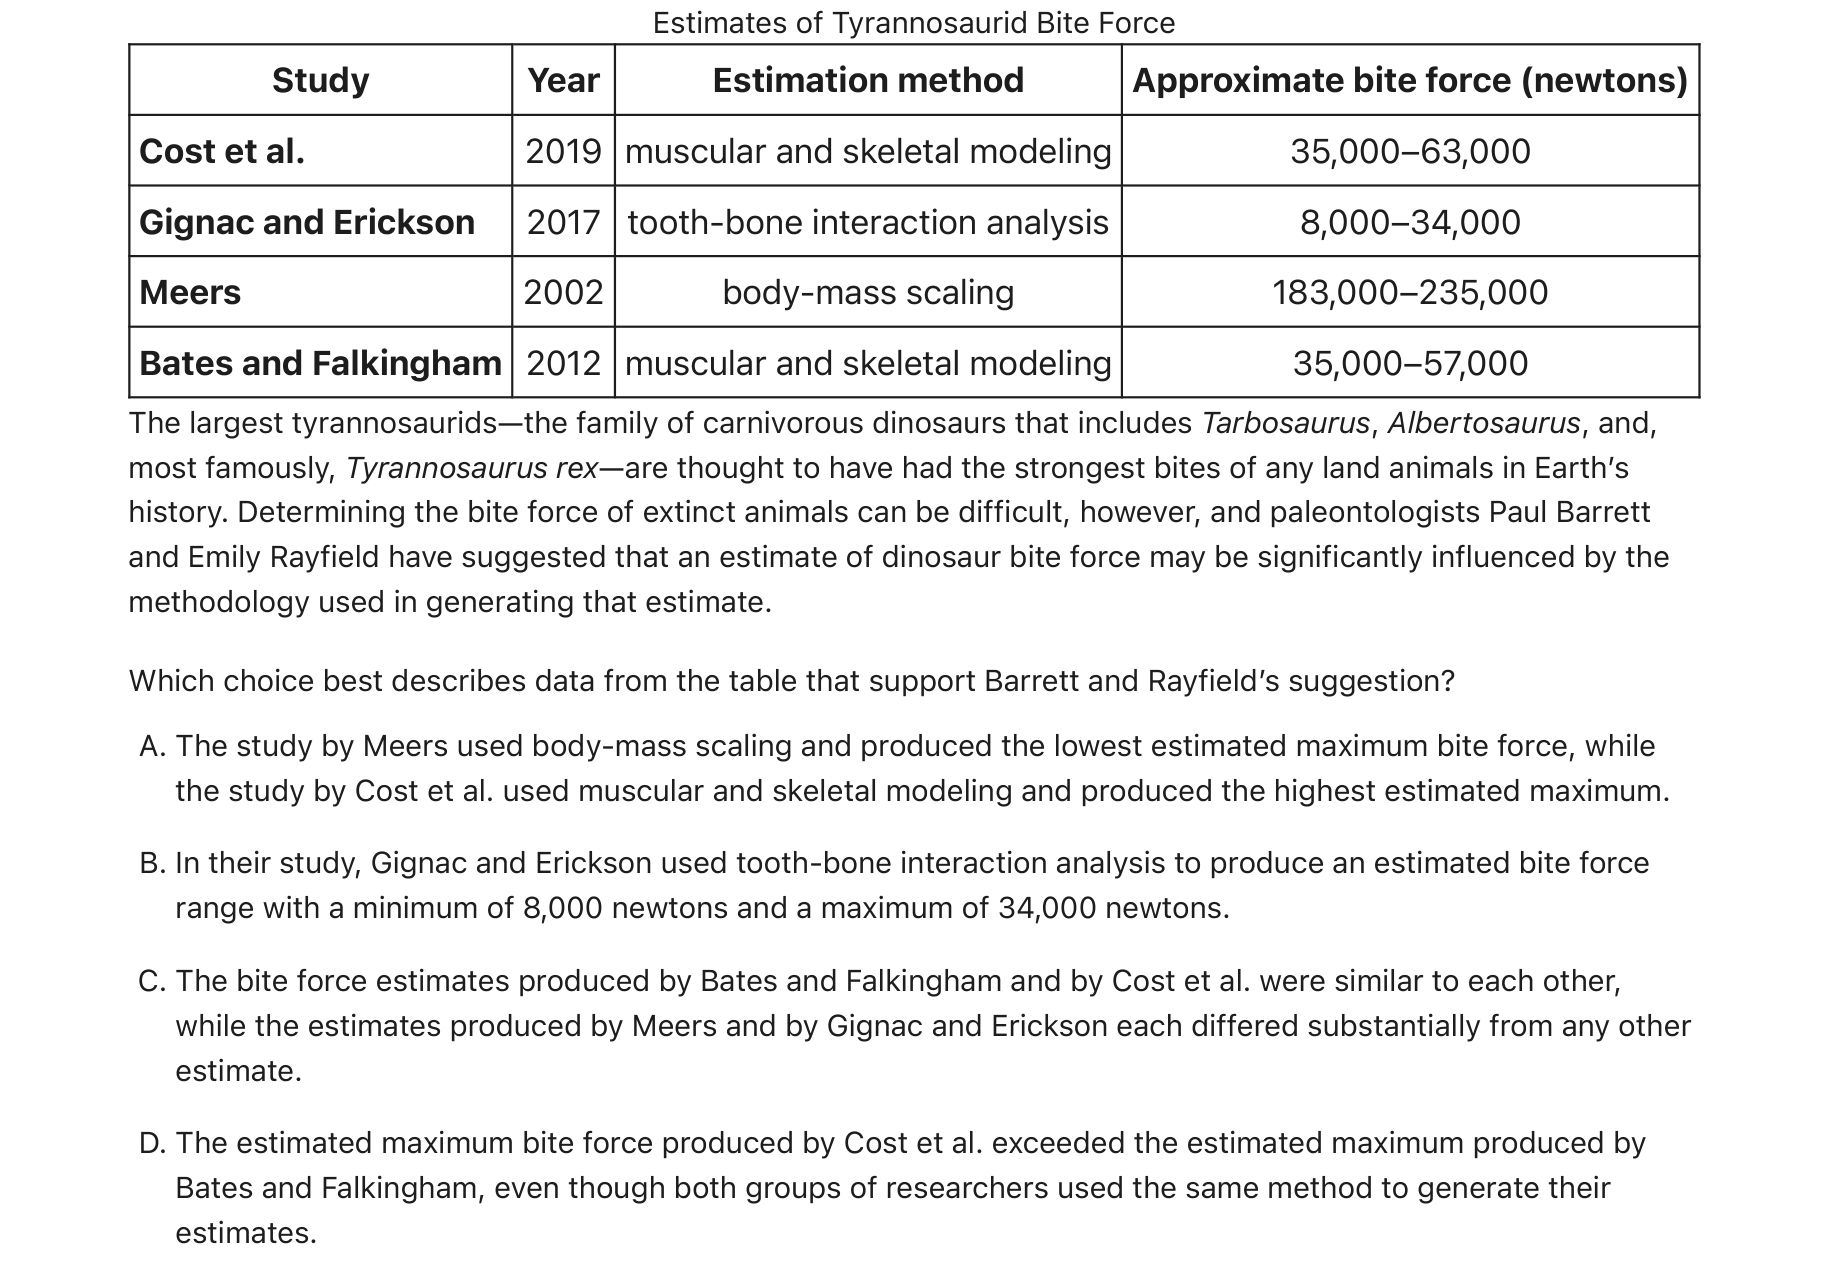 Estimates of Tyrannosaurid Bite Force
Study Year Estimation method Approximate bite force (newtons)
Cost et al. 2019 muscular and skeletal modeling 35,000–63,000
Gignac and Erickson 2017 tooth-bone interaction analysis 8,000–34,000
Meers 2002 body-mass scaling 183,000–235,000
Bates and Falkingham 2012 muscular and skeletal modeling 35,000–57,000
The largest tyrannosaurids—the family of carnivorous dinosaurs that includes Tarbosaurus, Albertosaurus, and,
most famously, Tyrannosaurus rex—are thought to have had the strongest bites of any land animals in Earth’s
history. Determining the bite force of extinct animals can be difficult, however, and paleontologists Paul Barrett
and Emily Rayfield have suggested that an estimate of dinosaur bite force may be significantly influenced by the
methodology used in generating that estimate.
Which choice best describes data from the table that support Barrett and Rayfield’s suggestion?
A. The study by Meers used body-mass scaling and produced the lowest estimated maximum bite force, while
the study by Cost et al. used muscular and skeletal modeling and produced the highest estimated maximum.
B. In their study, Gignac and Erickson used tooth-bone interaction analysis to produce an estimated bite force
range with a minimum of 8,000 newtons and a maximum of 34,000 newtons.
C. The bite force estimates produced by Bates and Falkingham and by Cost et al. were similar to each other,
while the estimates produced by Meers and by Gignac and Erickson each differed substantially from any other
estimate.
D. The estimated maximum bite force produced by Cost et al. exceeded the estimated maximum produced by
Bates and Falkingham, even though both groups of researchers used the same method to generate their
estimates.